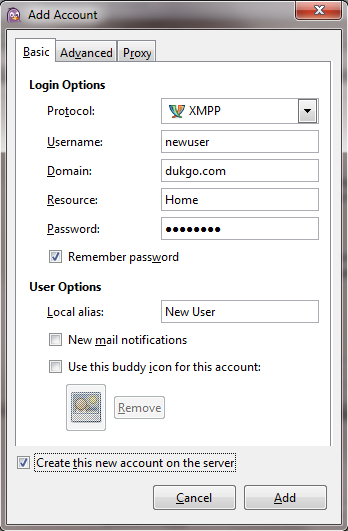 Add Account
Basic Advanced Proxy
Login Options
Protocol: XMPP
Username: newuser
Domain: dukgo.com
Resource: Home
Password: ●●●●●●●●
Remember password
User Options
Local alias: New User
New mail notifications
Use this buddy icon for this account:
Remove
Create this new account on the server
Cancel Add